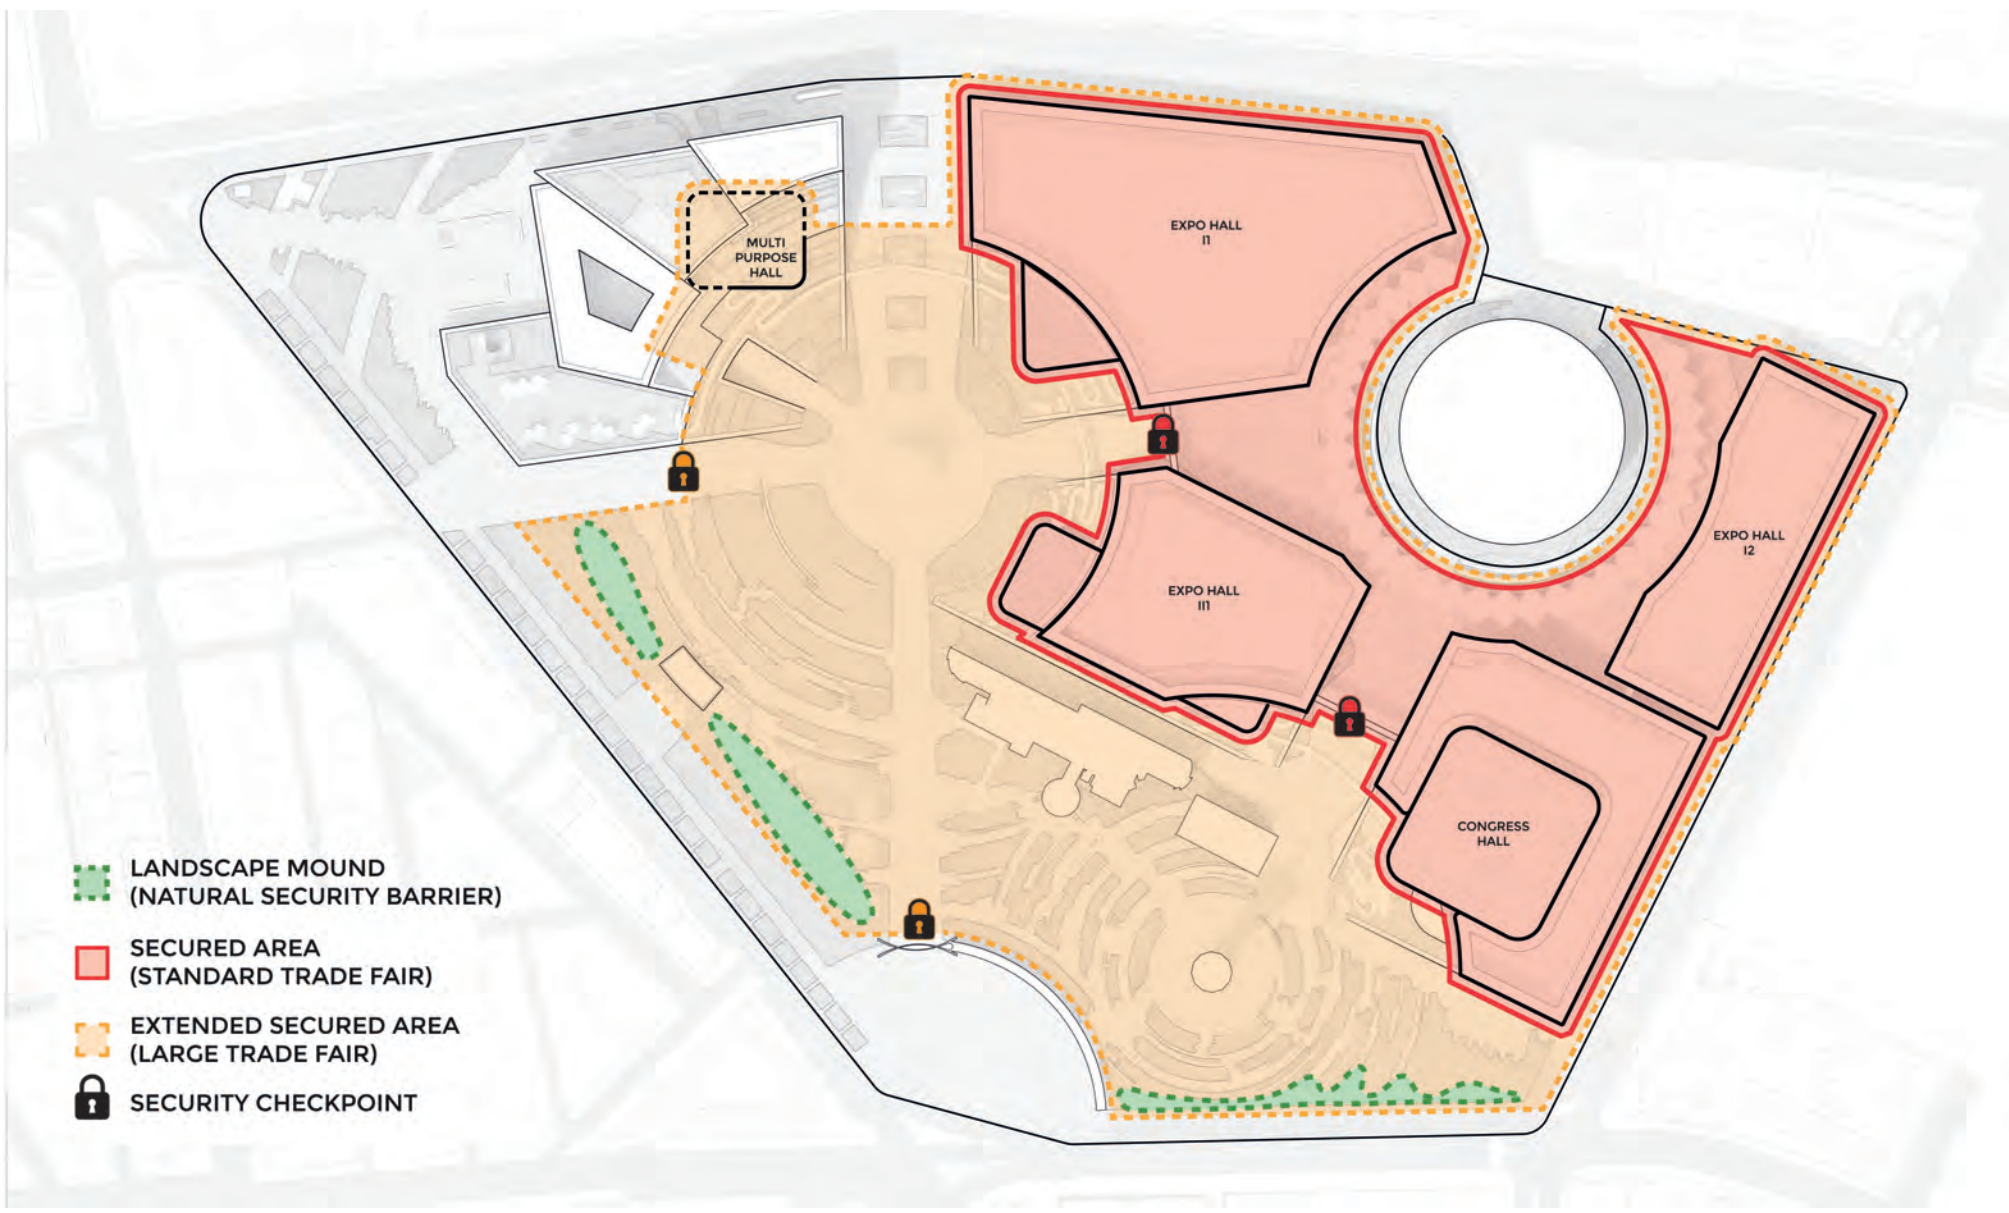 EXPO HALL
I1
MULTI
PURPOSE
HALL
EXPO HALL
I2
EXPO HALL
II1
CONGRESS
HALL
LANDSCAPE MOUND
(NATURAL SECURITY BARRIER)
SECURED AREA
(STANDARD TRADE FAIR)
EXTENDED SECURED AREA
(LARGE TRADE FAIR)
SECURITY CHECKPOINT